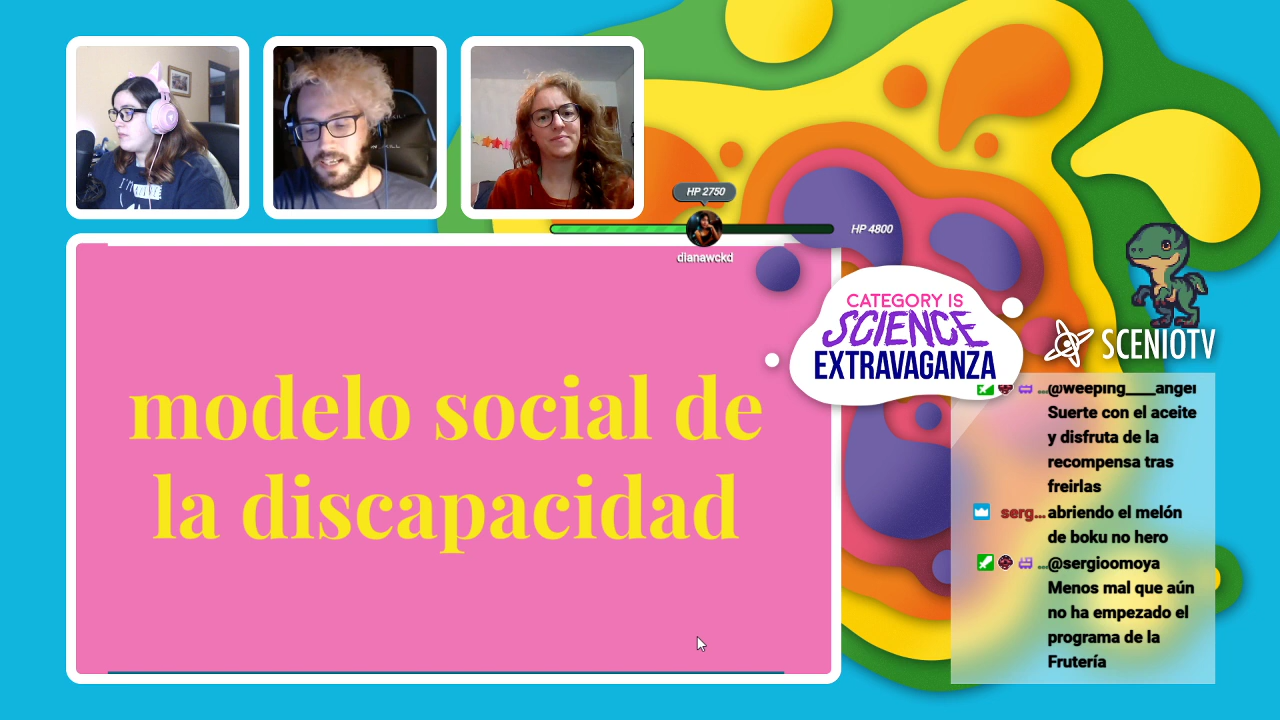 I'M
HP 2750
HP 4800
dianawckd
CATEGORY IS
SCIENCE
EXTRAVAGANZA
SCENIOTV
modelo social de
la discapacidad
@weeping___angel
Suerte con el aceite
y disfruta de la
recompensa tras
freirlas
serg... abriendo el melón
de boku no hero
...@sergioomoya
Menos mal que aún
no ha empezado el
programa de la
Frutería